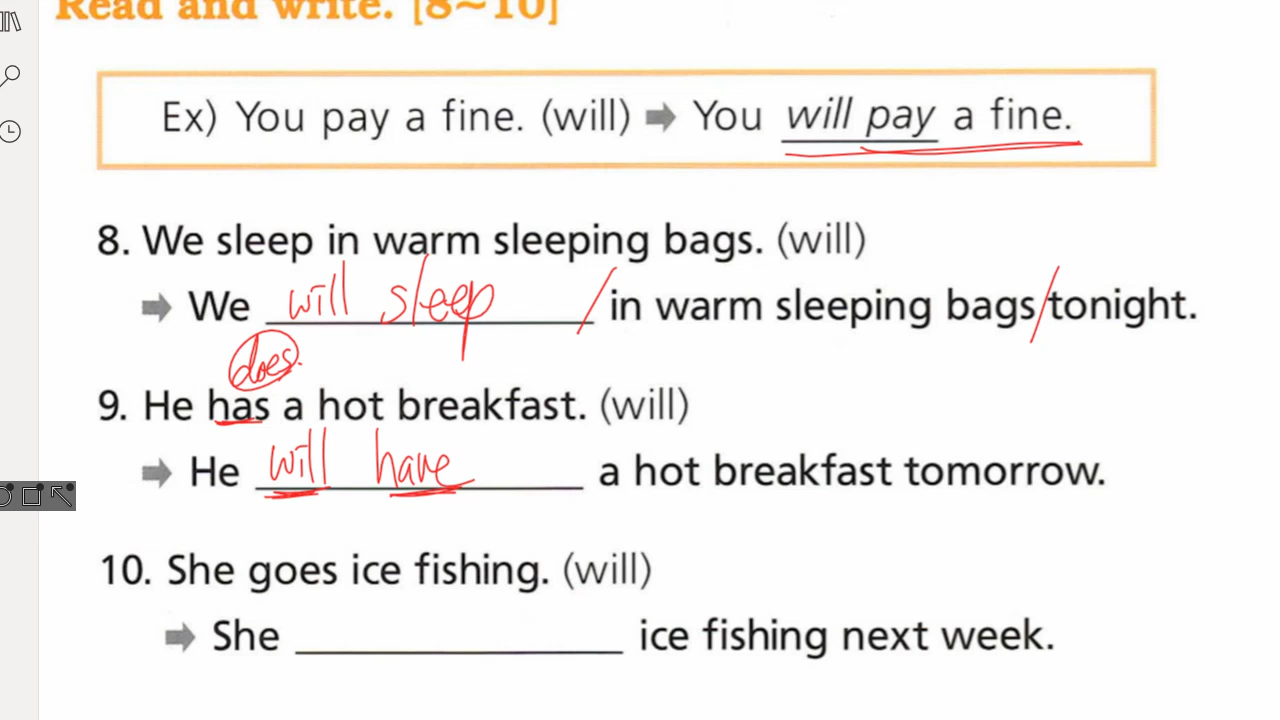 Read and write. [8~10]
Ex) You pay a fine. (will) ➡ You will pay a fine.
8. We sleep in warm sleeping bags. (will)
➡ We will sleep / in warm sleeping bags/tonight.
does.
9. He has a hot breakfast. (will)
➡ He will have a hot breakfast tomorrow.
10. She goes ice fishing. (will)
➡ She ____________ ice fishing next week.